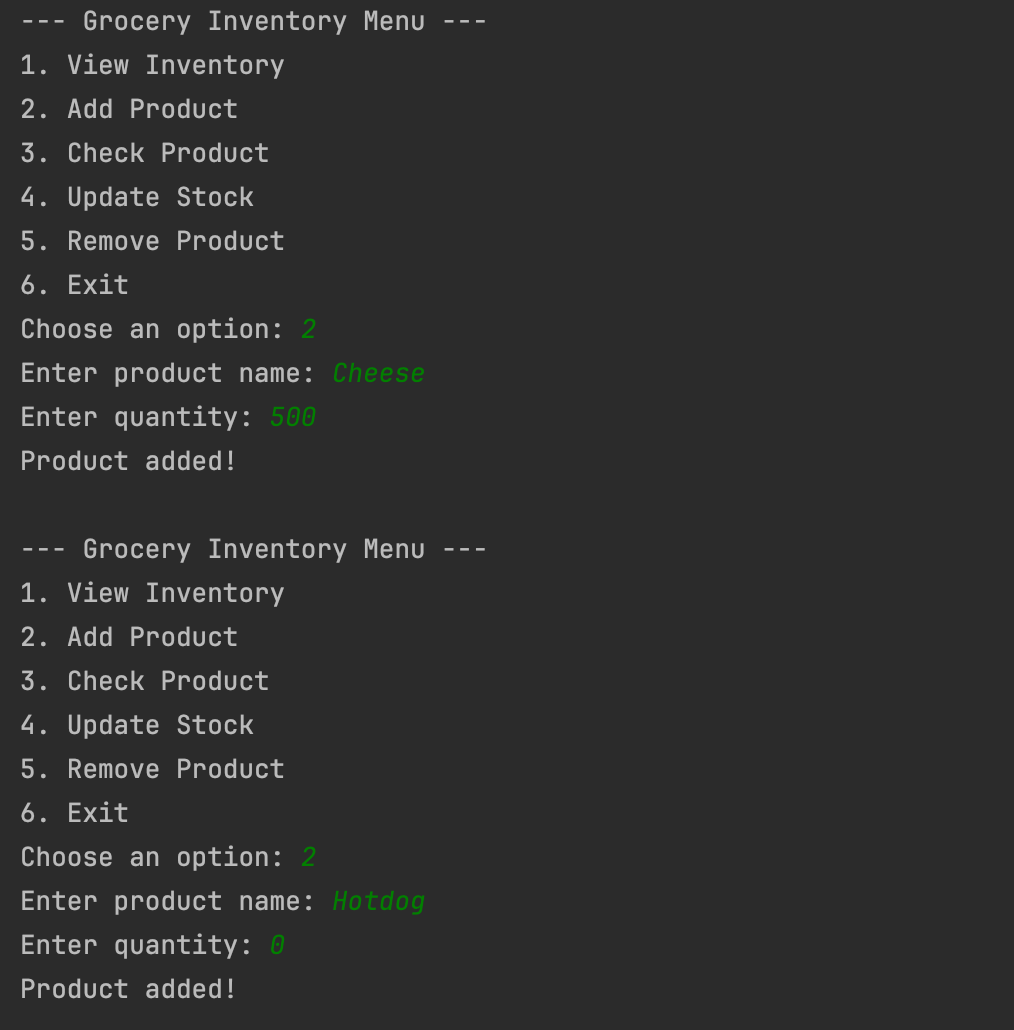 --- Grocery Inventory Menu ---
1. View Inventory
2. Add Product
3. Check Product
4. Update Stock
5. Remove Product
6. Exit
Choose an option: 2
Enter product name: Cheese
Enter quantity: 500
Product added!

--- Grocery Inventory Menu ---
1. View Inventory
2. Add Product
3. Check Product
4. Update Stock
5. Remove Product
6. Exit
Choose an option: 2
Enter product name: Hotdog
Enter quantity: 0
Product added!